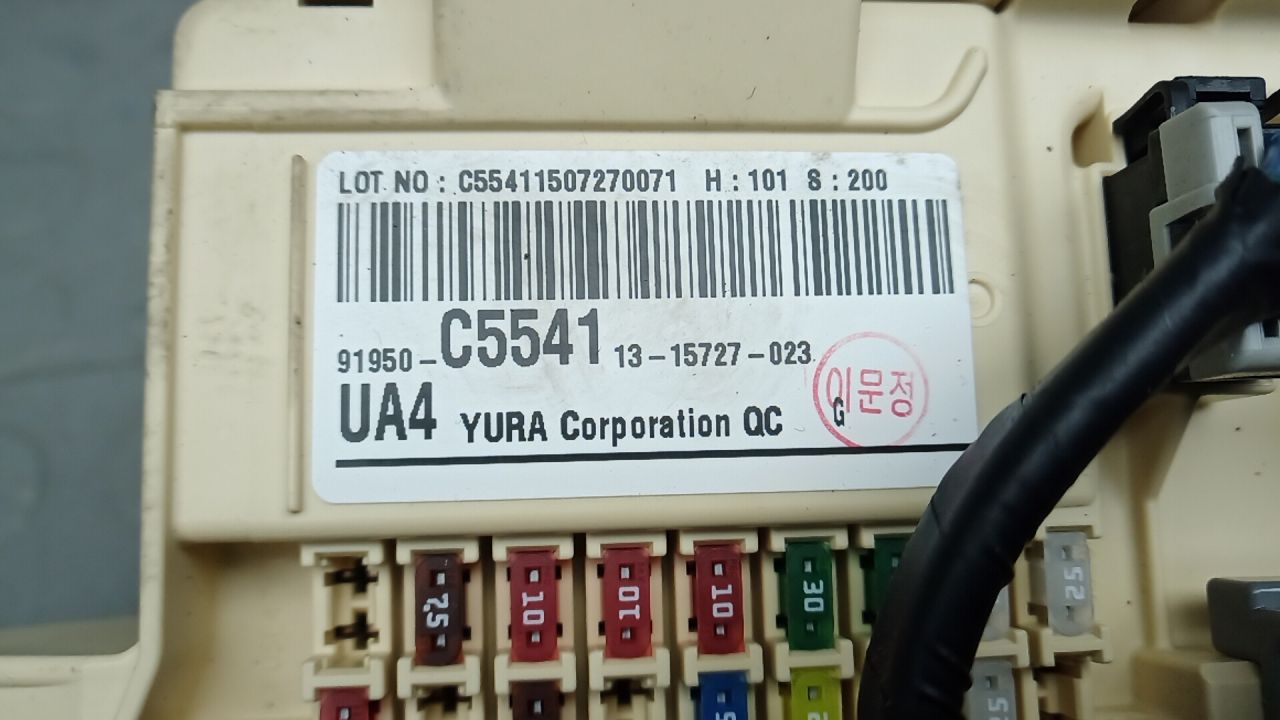 LOT NO : C55411507270071 H : 101 S : 200
91950-C5541 13-15727-023
UA4 YURA Corporation QC G 이문정
7.5 10 10 10 30 25
25